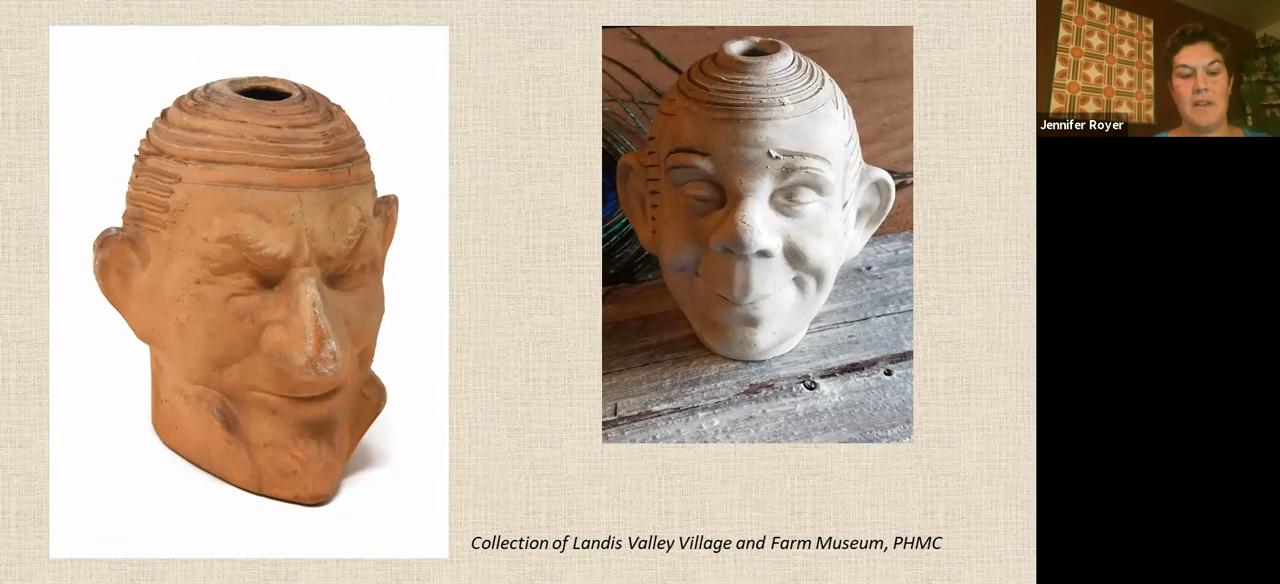 Jennifer Royer
Collection of Landis Valley Village and Farm Museum, PHMC